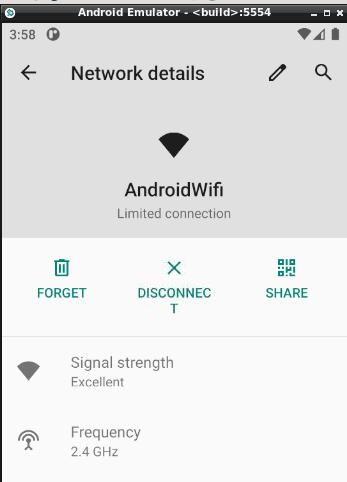 Android Emulator - <build>:5554
3:58
Network details
AndroidWifi
Limited connection
FORGET
DISCONNEC
T
SHARE
Signal strength
Excellent
Frequency
2.4 GHz